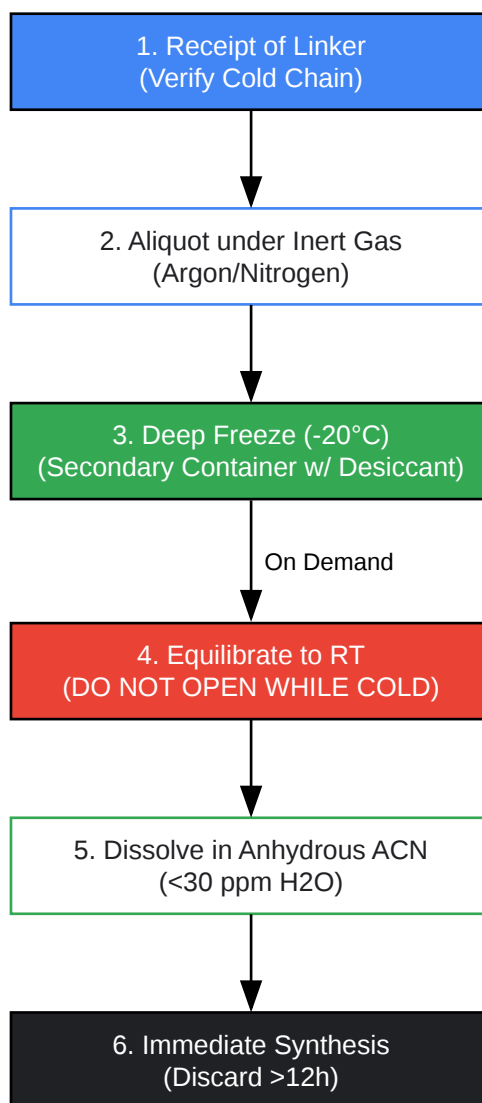 1. Receipt of Linker
(Verify Cold Chain)
2. Aliquot under Inert Gas
(Argon/Nitrogen)
3. Deep Freeze (-20°C)
(Secondary Container w/ Desiccant)
On Demand
4. Equilibrate to RT
(DO NOT OPEN WHILE COLD)
5. Dissolve in Anhydrous ACN
(<30 ppm H2O)
6. Immediate Synthesis
(Discard >12h)